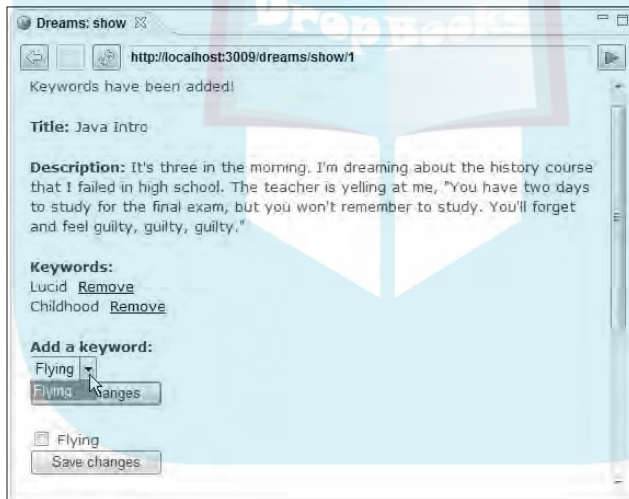 Drop Books
Dreams: show
http://localhost:3009/dreams/show/1
Keywords have been added!
Title: Java Intro
Description: It's three in the morning. I'm dreaming about the history course
that I failed in high school. The teacher is yelling at me, "You have two days
to study for the final exam, but you won't remember to study. You'll forget
and feel guilty, guilty, guilty."
Keywords:
Lucid Remove
Childhood Remove
Add a keyword:
Flying
Flying anges
Flying
Save changes